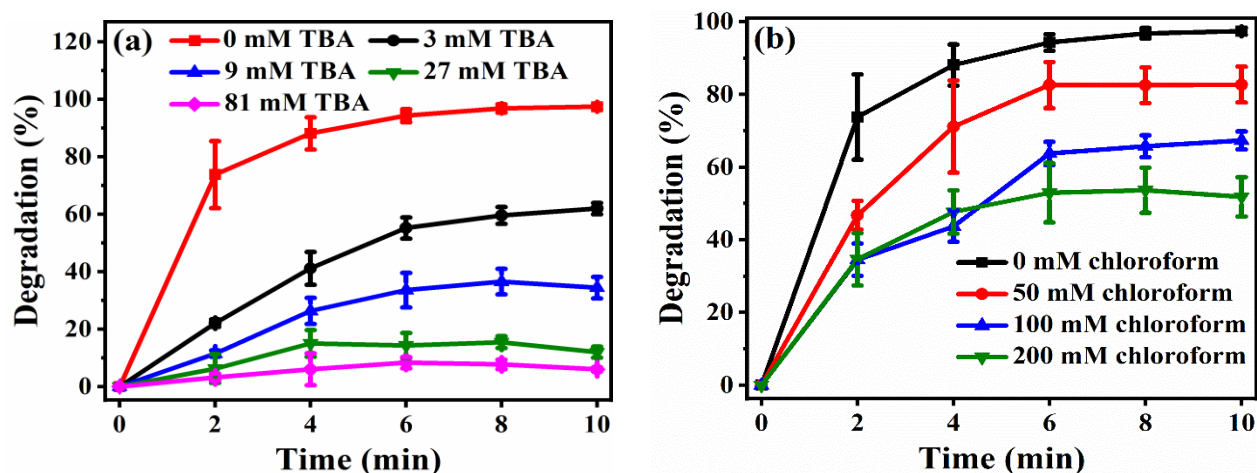 (a)
0 mM TBA
3 mM TBA
9 mM TBA
27 mM TBA
81 mM TBA
120
100
80
60
40
20
0
Degradation (%)
0 2 4 6 8 10
Time (min)
(b)
100
80
60
40
20
0
Degradation (%)
0 mM chloroform
50 mM chloroform
100 mM chloroform
200 mM chloroform
0 2 4 6 8 10
Time (min)